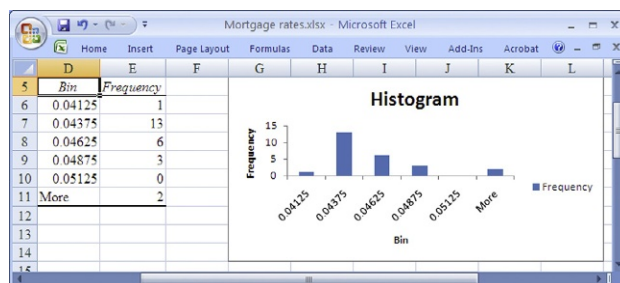 Mortgage rates.xlsx - Microsoft Excel
Home Insert Page Layout Formulas Data Review View Add-Ins Acrobat
D E F G H I J K L
5 Bin Frequency
6 0.04125 1
7 0.04375 13
8 0.04625 6
9 0.04875 3
10 0.05125 0
11 More 2
12
13
14
15
Histogram
Frequency
15
10
5
0
0.04125 0.04375 0.04625 0.04875 0.05125 More
Bin
Frequency